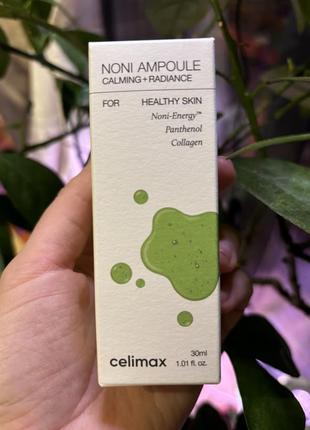 NONI AMPOULE
CALMING+RADIANCE
FOR HEALTHY SKIN
Noni-Energy™
Panthenol
Collagen
30ml
celimax 1.01 fl. oz.